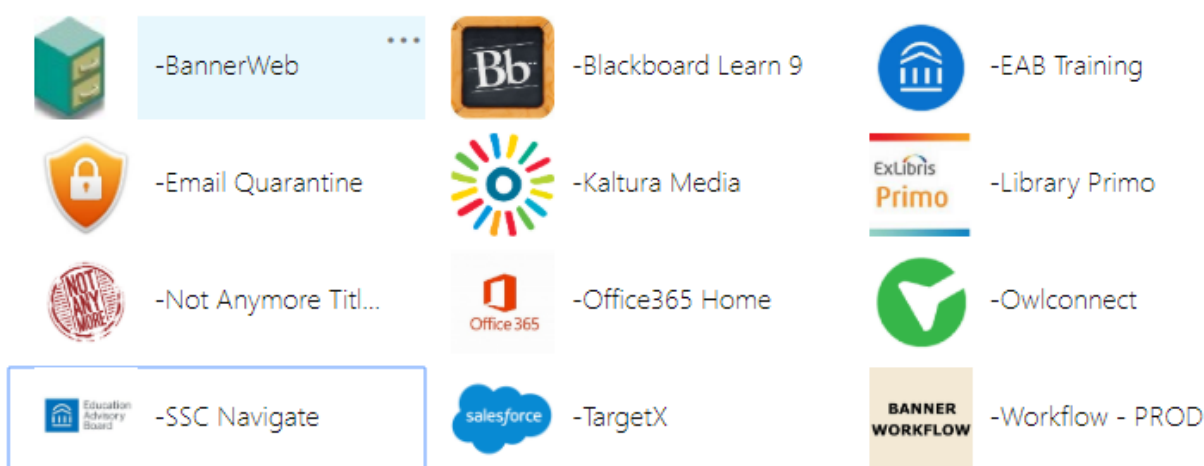 -BannerWeb
Bb
-Blackboard Learn 9
-EAB Training
-Email Quarantine
-Kaltura Media
ExLibris
Primo
-Library Primo
NOT
ANY
MORE
-Not Anymore Titl...
Office 365
-Office365 Home
-Owlconnect
Education
Advisory
Board
-SSC Navigate
salesforce
-TargetX
BANNER
WORKFLOW
-Workflow - PROD